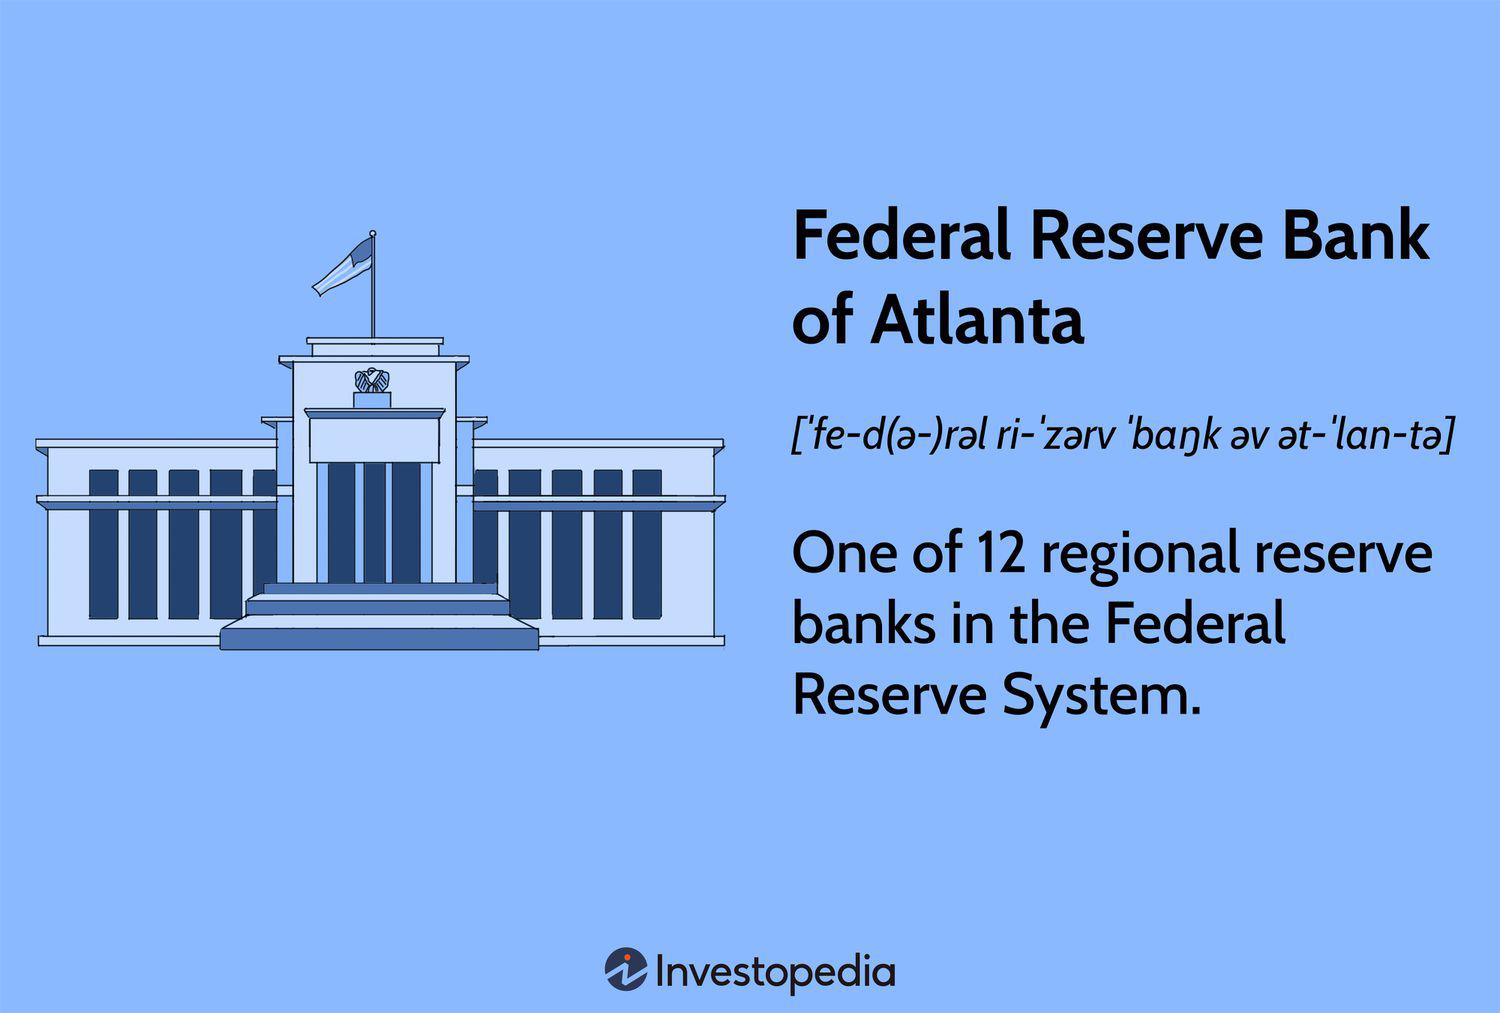 Federal Reserve Bank
of Atlanta
[ˈfe-d(ə-)rəl ri-ˈzərv ˈbaŋk əv ət-ˈlan-tə]
One of 12 regional reserve
banks in the Federal
Reserve System.
Investopedia